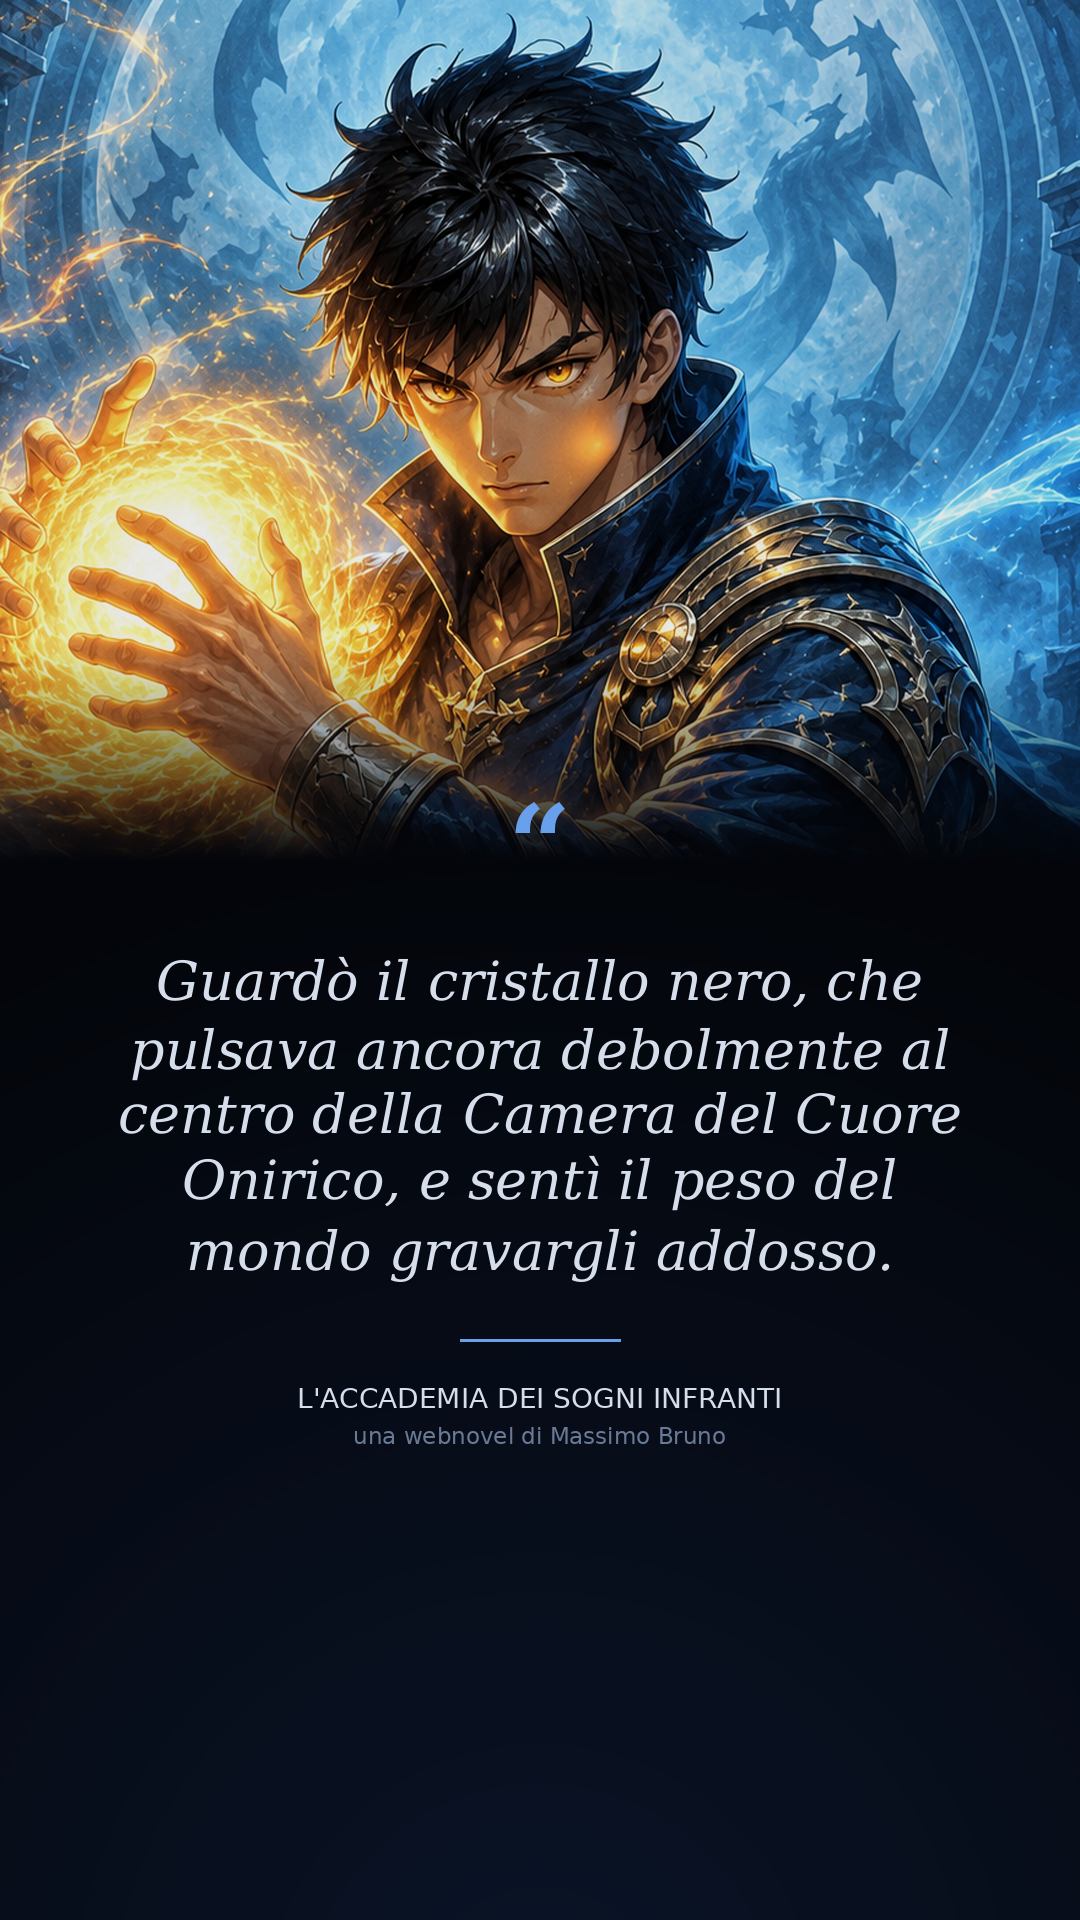 “
Guardò il cristallo nero, che
pulsava ancora debolmente al
centro della Camera del Cuore
Onirico, e sentì il peso del
mondo gravargli addosso.
L'ACCADEMIA DEI SOGNI INFRANTI
una webnovel di Massimo Bruno